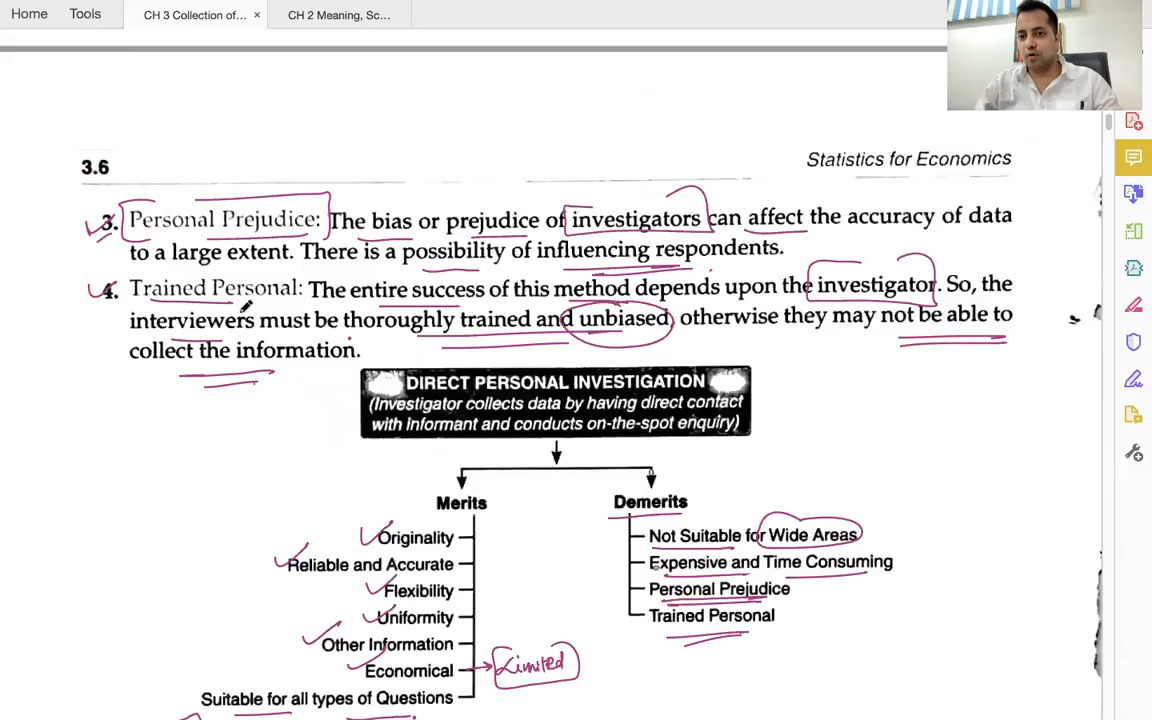 Home Tools CH 3 Collection of... × CH 2 Meaning, Sc...
3.6 Statistics for Economics
3. Personal Prejudice: The bias or prejudice of investigators can affect the accuracy of data
to a large extent. There is a possibility of influencing respondents.
4. Trained Personal: The entire success of this method depends upon the investigator. So, the
interviewers must be thoroughly trained and unbiased, otherwise they may not be able to
collect the information.
DIRECT PERSONAL INVESTIGATION
(Investigator collects data by having direct contact
with Informant and conducts on-the-spot enquiry)
Merits
Originality
Reliable and Accurate
Flexibility
Uniformity
Other Information
Economical
Limited
Suitable for all types of Questions
Demerits
Not Suitable for Wide Areas
Expensive and Time Consuming
Personal Prejudice
Trained Personal